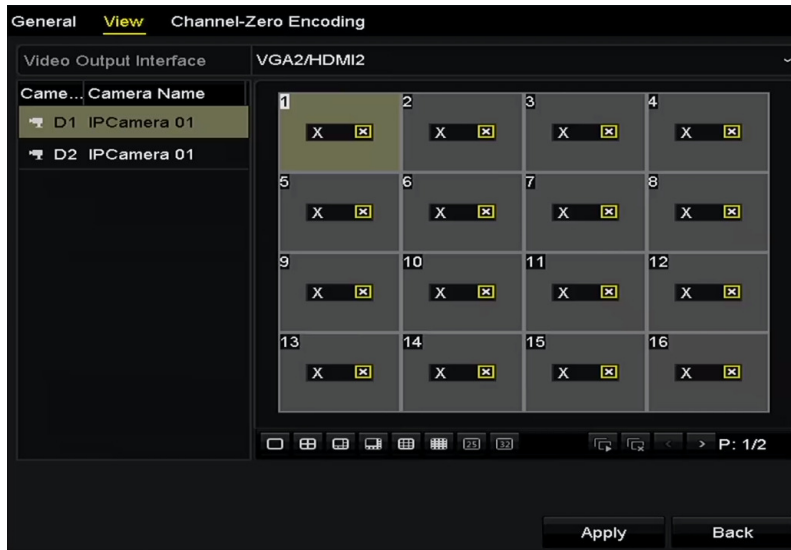 General View Channel-Zero Encoding
Video Output Interface VGA2/HDMI2
Came... Camera Name
D1 IPCamera 01
D2 IPCamera 01
1 2 3 4
X X X X
5 6 7 8
X X X X
9 10 11 12
X X X X
13 14 15 16
X X X X
25 32 P: 1/2
Apply Back